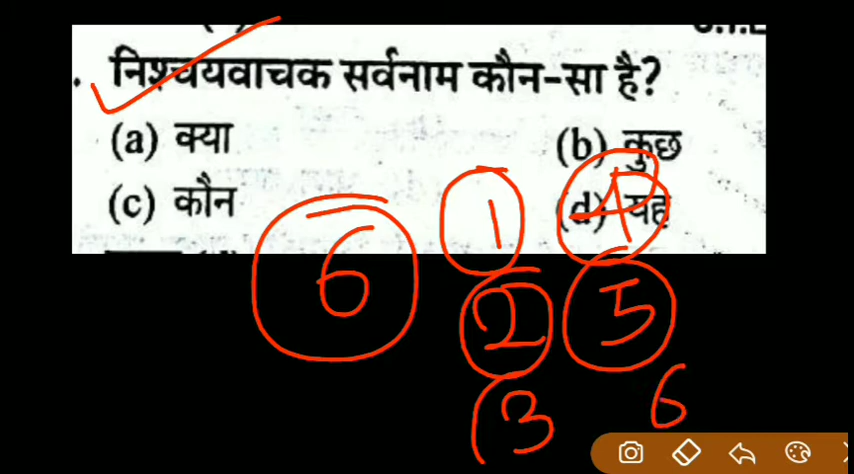 निश्चयवाचक सर्वनाम कौन-सा है?
(a) क्या (b) कुछ
(c) कौन (d) यह
6 1 4
2 5
3 6